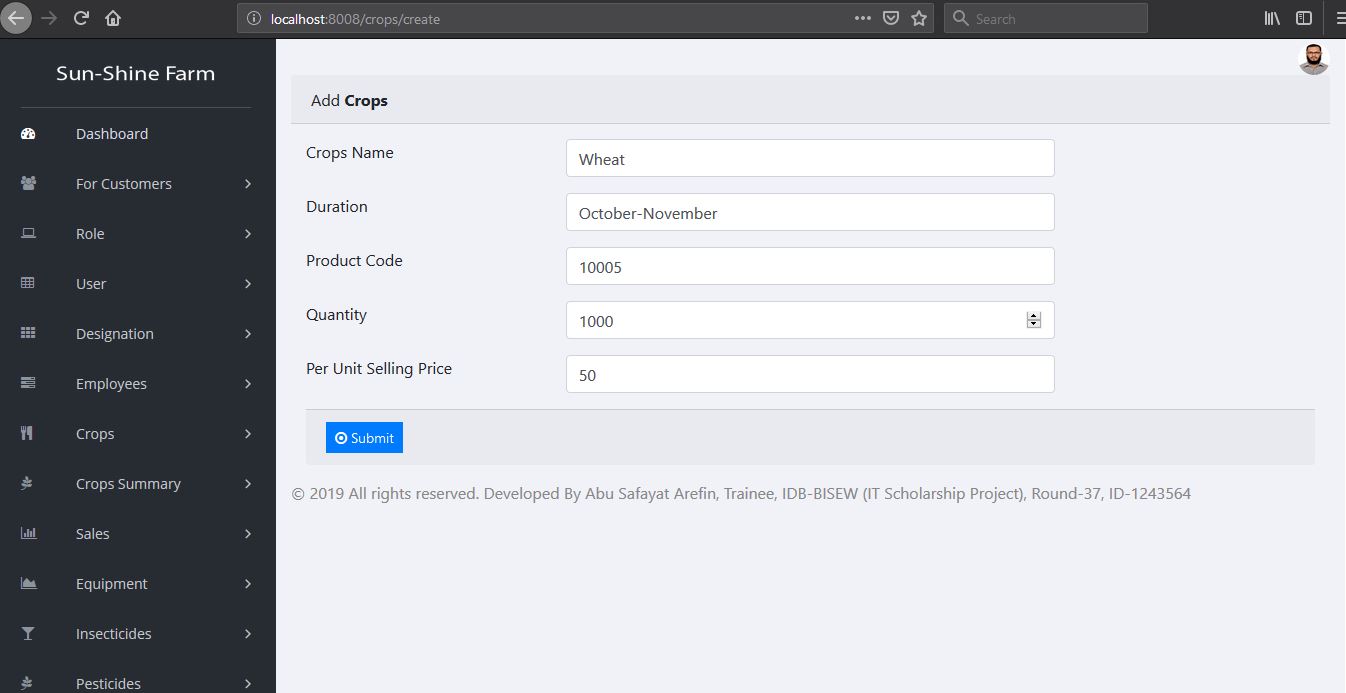 localhost:8008/crops/create
Search
Sun-Shine Farm
Dashboard
For Customers
Role
User
Designation
Employees
Crops
Crops Summary
Sales
Equipment
Insecticides
Pesticides
Add Crops
Crops Name
Wheat
Duration
October-November
Product Code
10005
Quantity
1000
Per Unit Selling Price
50
Submit
© 2019 All rights reserved. Developed By Abu Safayat Arefin, Trainee, IDB-BISEW (IT Scholarship Project), Round-37, ID-1243564